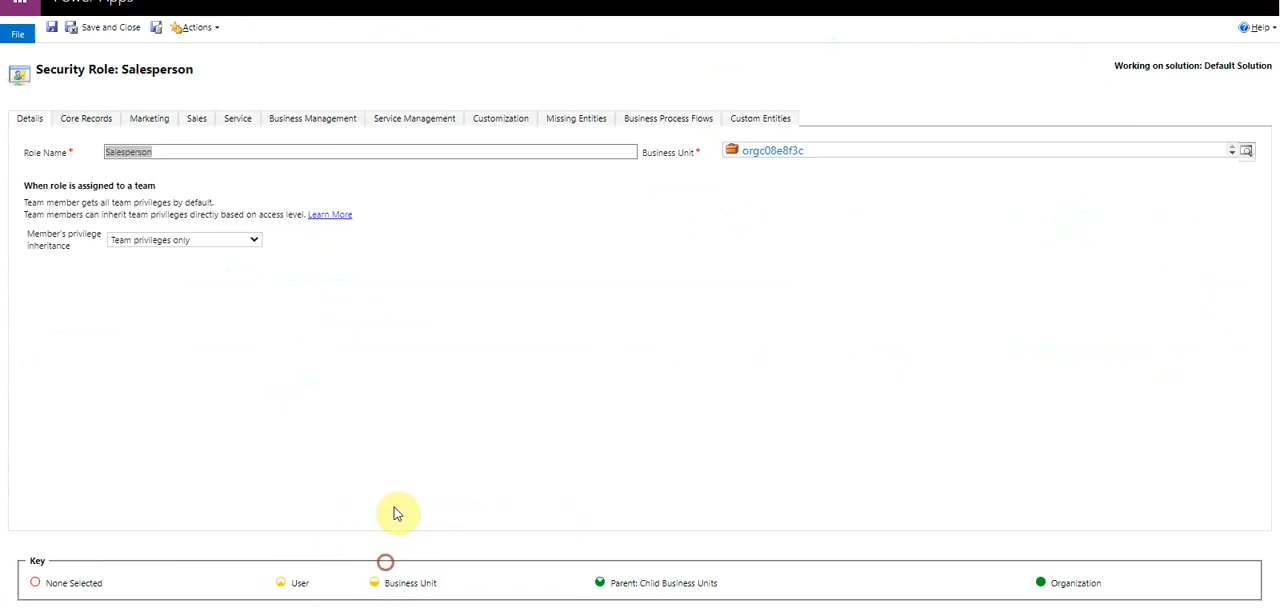 Power Apps
File Save and Close Actions Help
Security Role: Salesperson
Working on solution: Default Solution
Details Core Records Marketing Sales Service Business Management Service Management Customization Missing Entities Business Process Flows Custom Entities
Role Name * Salesperson Business Unit * orgc08e8f3c
When role is assigned to a team
Team member gets all team privileges by default.
Team members can inherit team privileges directly based on access level. Learn More
Member's privilege
inheritance
Team privileges only
Key
None Selected User Business Unit Parent: Child Business Units Organization